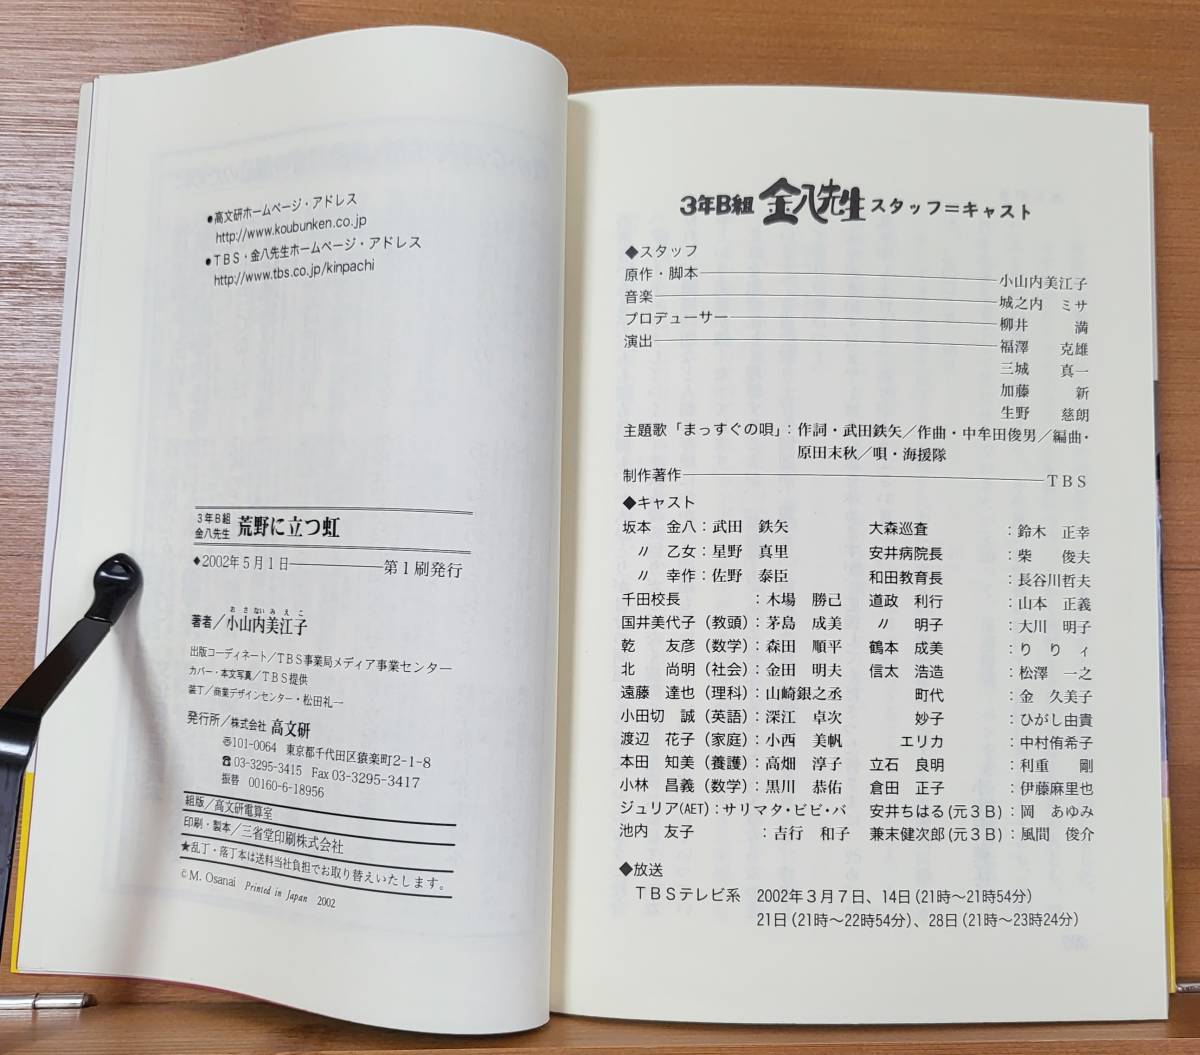 ●高文研ホームページ・アドレス
http://www.koubunken.co.jp
●TBS・金八先生ホームページ・アドレス
http://www.tbs.co.jp/kinpachi
3年B組
金八先生 荒野に立つ虹
◆2002年5月1日――――第1刷発行
著者／小山内美江子
おさないみえこ
出版コーディネート／TBS事業局メディア事業センター
カバー・本文写真／TBS提供
装丁／商業デザインセンター・松田礼一
発行所／株式会社 高文研
〠101-0064 東京都千代田区猿楽町2-1-8
☎03-3295-3415 Fax 03-3295-3417
振替 00160-6-18956
組版／高文研電算室
印刷・製本／三省堂印刷株式会社
★乱丁・落丁本は送料当社負担でお取り替えいたします。
©M. Osanai Printed in Japan 2002
3年B組 金八先生 スタッフ＝キャスト
◆スタッフ
原作・脚本――――小山内美江子
音楽――――城之内 ミサ
プロデューサー――――柳井 満
演出――――福澤 克雄
三城 真一
加藤 新
生野 慈朗
主題歌「まっすぐの唄」：作詞・武田鉄矢／作曲・中牟田俊男／編曲・
原田末秋／唄・海援隊
制作著作――――TBS
◆キャスト
坂本 金八：武田 鉄矢 大森巡査：鈴木 正幸
〃 乙女：星野 真里 安井病院長：柴 俊夫
〃 幸作：佐野 泰臣 和田教育長：長谷川哲夫
千田校長：木場 勝己 道政 利行：山本 正義
国井美代子（教頭）：茅島 成美 〃 明子：大川 明子
乾 友彦（数学）：森田 順平 鶴本 成美：りりィ
北 尚明（社会）：金田 明夫 信太 浩造：松澤 一之
遠藤 達也（理科）：山崎銀之丞 町代：金 久美子
小田切 誠（英語）：深江 卓次 妙子：ひがし由貴
渡辺 花子（家庭）：小西 美帆 エリカ：中村侑希子
本田 知美（養護）：高畑 淳子 立石 良明：利重 剛
小林 昌義（数学）：黒川 恭佑 倉田 正子：伊藤麻里也
ジュリア(AET)：サリマタ・ビビ・バ 安井ちはる(元3B)：岡 あゆみ
池内 友子：吉行 和子 兼末健次郎(元3B)：風間 俊介
◆放送
TBSテレビ系 2002年3月7日、14日(21時〜21時54分)
21日(21時〜22時54分)、28日(21時〜23時24分)